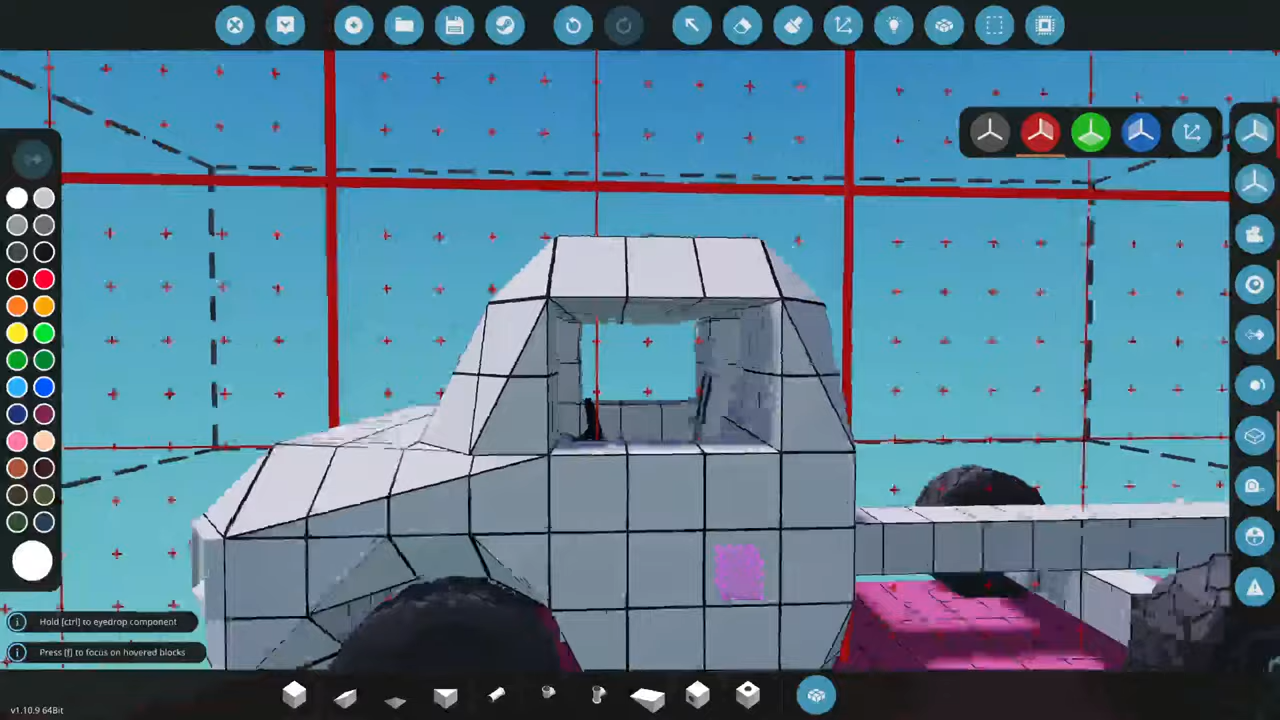 Hold [ctrl] to eyedrop component
Press [f] to focus on hovered blocks
v1.10.9 64Bit